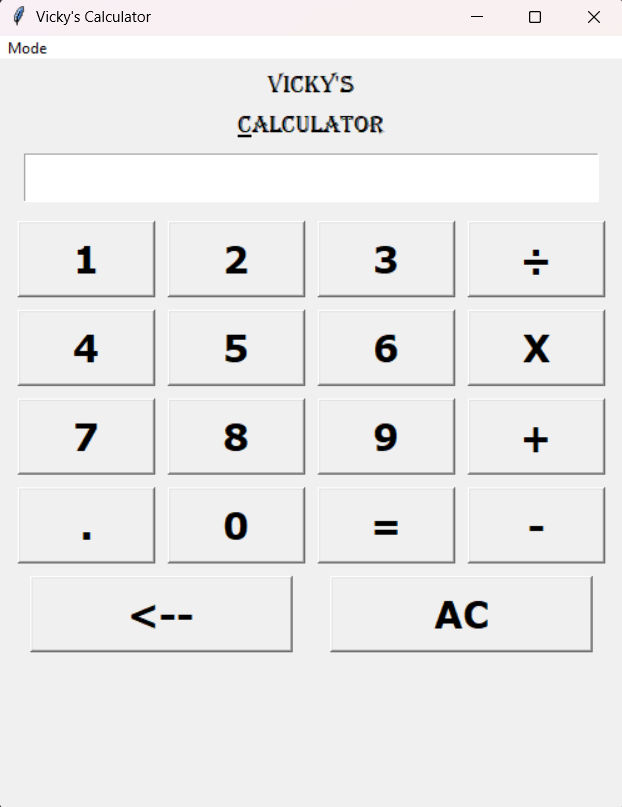 Vicky's Calculator
Mode
VICKY'S
CALCULATOR
1 2 3 ÷
4 5 6 X
7 8 9 +
. 0 = -
<-- AC